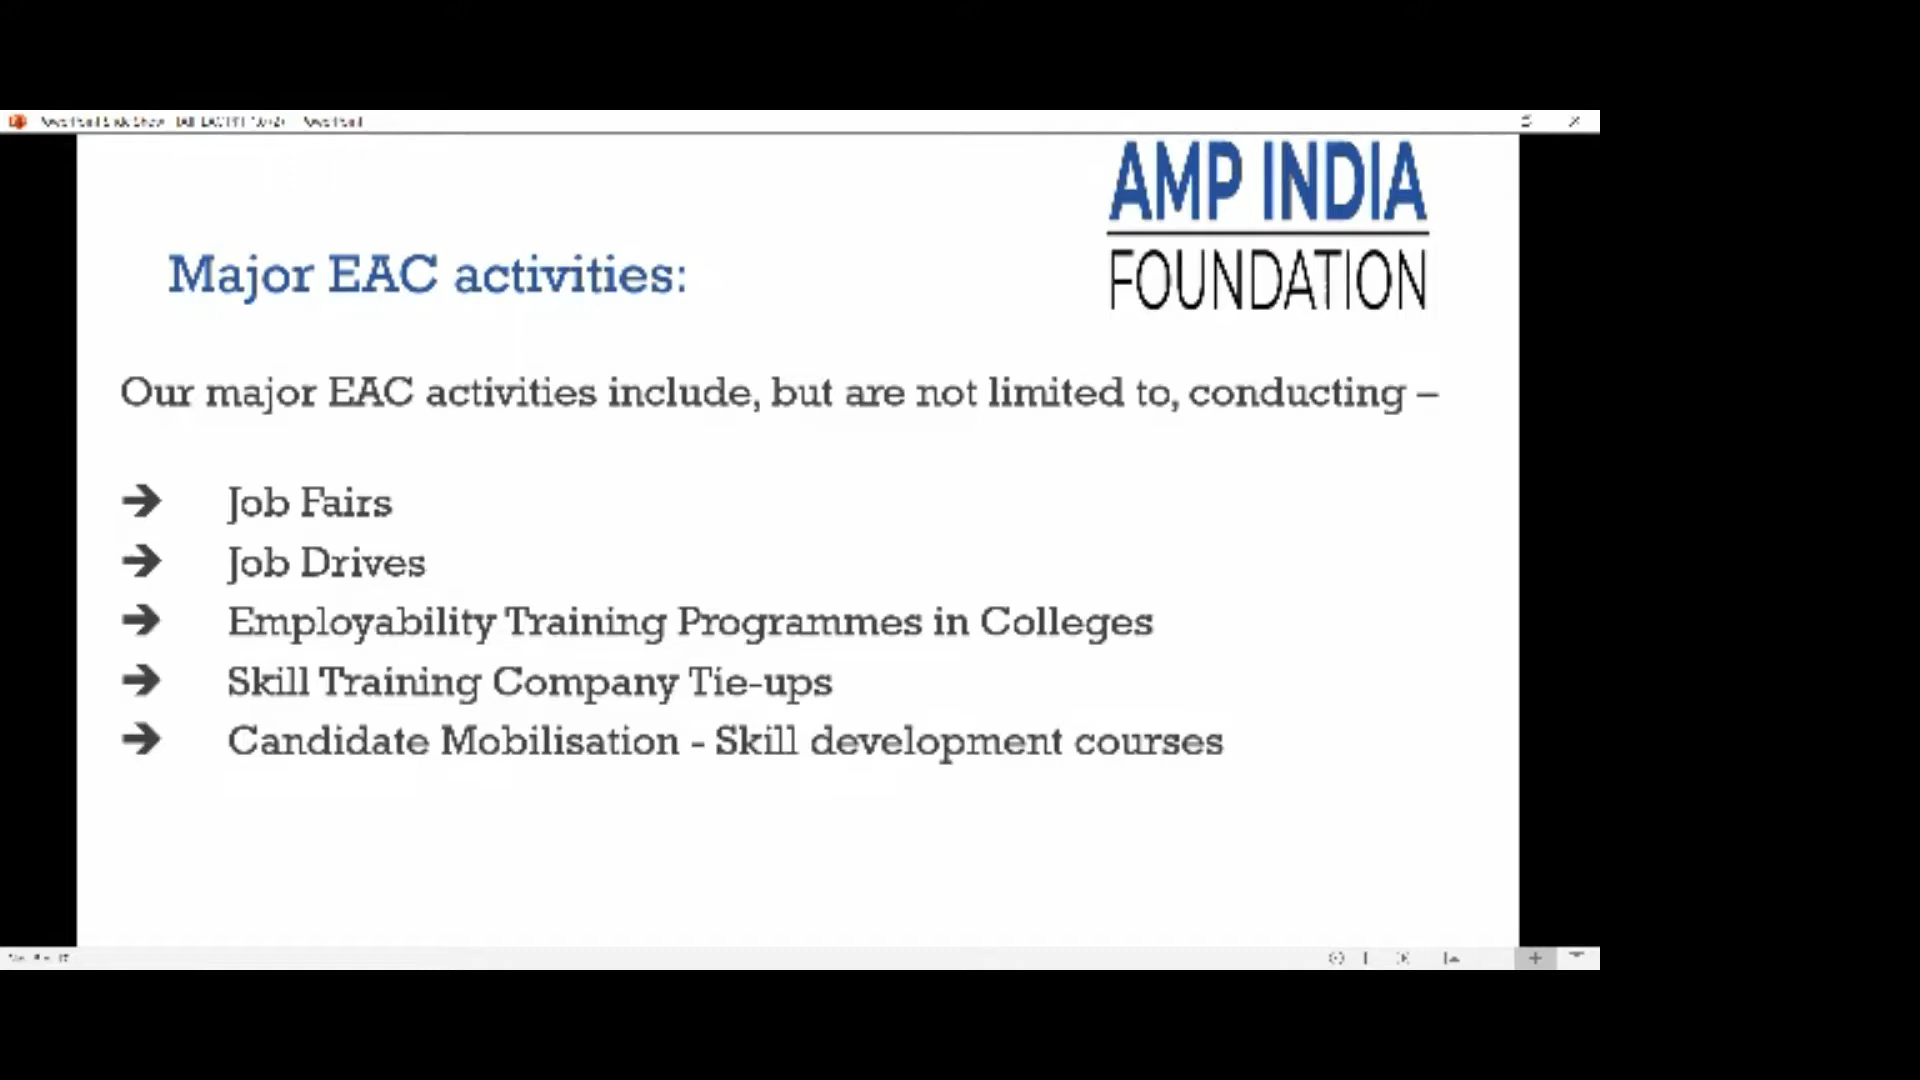 AMP INDIA
FOUNDATION
Major EAC activities:
Our major EAC activities include, but are not limited to, conducting –
➔ Job Fairs
➔ Job Drives
➔ Employability Training Programmes in Colleges
➔ Skill Training Company Tie-ups
➔ Candidate Mobilisation - Skill development courses